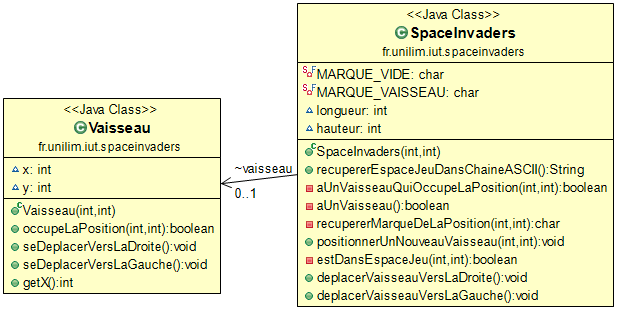 <<Java Class>>
Vaisseau
fr.unilim.iut.spaceinvaders
x: int
y: int
Vaisseau(int,int)
occupeLaPosition(int,int):boolean
seDeplacerVersLaDroite():void
seDeplacerVersLaGauche():void
getX():int
~vaisseau
0..1
<<Java Class>>
SpaceInvaders
fr.unilim.iut.spaceinvaders
MARQUE_VIDE: char
MARQUE_VAISSEAU: char
longueur: int
hauteur: int
SpaceInvaders(int,int)
recupererEspaceJeuDansChaineASCII():String
aUnVaisseauQuiOccupeLaPosition(int,int):boolean
aUnVaisseau():boolean
recupererMarqueDeLaPosition(int,int):char
positionnerUnNouveauVaisseau(int,int):void
estDansEspaceJeu(int,int):boolean
deplacerVaisseauVersLaDroite():void
deplacerVaisseauVersLaGauche():void